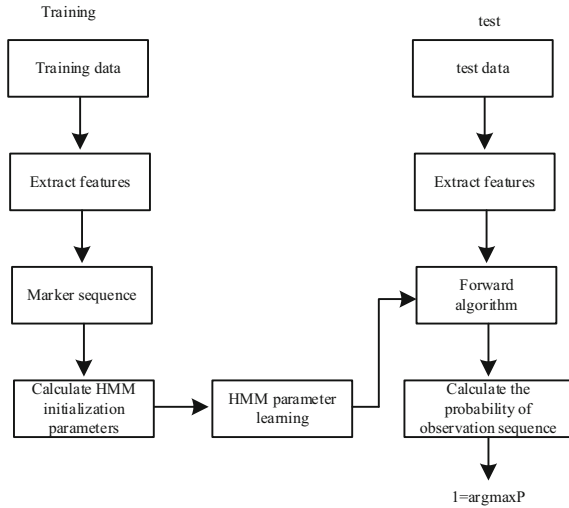 Training
test
Training data
test data
Extract features
Extract features
Marker sequence
Forward
algorithm
Calculate HMM
initialization
parameters
HMM parameter
learning
Calculate the
probability of
observation sequence
1=argmaxP